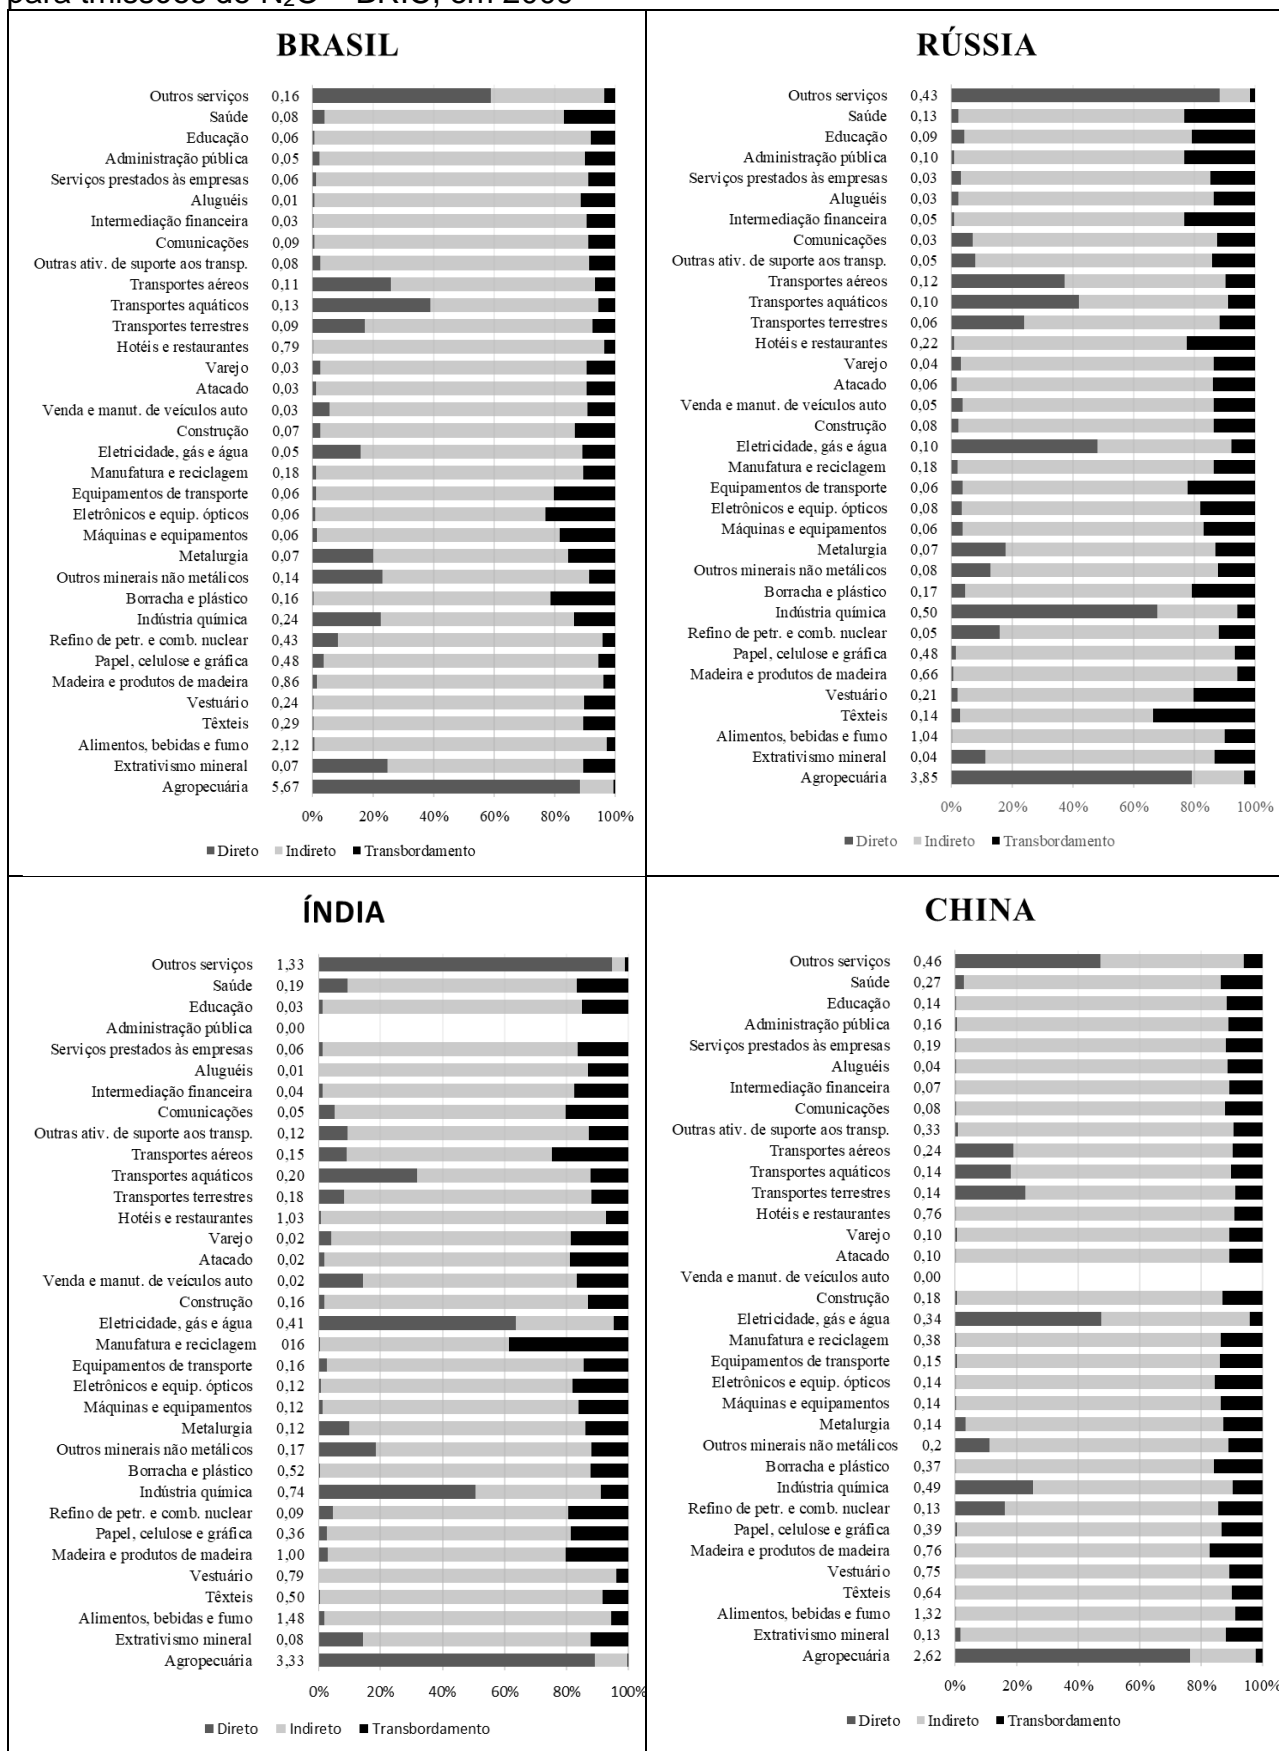 BRASIL
Outros serviços 0,16
Saúde 0,08
Educação 0,06
Administração pública 0,05
Serviços prestados às empresas 0,06
Aluguéis 0,01
Intermediação financeira 0,03
Comunicações 0,09
Outras ativ. de suporte aos transp. 0,08
Transportes aéreos 0,11
Transportes aquáticos 0,13
Transportes terrestres 0,09
Hotéis e restaurantes 0,79
Varejo 0,03
Atacado 0,03
Venda e manut. de veículos auto 0,03
Construção 0,07
Eletricidade, gás e água 0,05
Manufatura e reciclagem 0,18
Equipamentos de transporte 0,06
Eletrônicos e equip. ópticos 0,06
Máquinas e equipamentos 0,06
Metalurgia 0,07
Outros minerais não metálicos 0,14
Borracha e plástico 0,16
Indústria química 0,24
Refino de petr. e comb. nuclear 0,43
Papel, celulose e gráfica 0,48
Madeira e produtos de madeira 0,86
Vestuário 0,24
Têxteis 0,29
Alimentos, bebidas e fumo 2,12
Extrativismo mineral 0,07
Agropecuária 5,67
0% 20% 40% 60% 80% 100%
Direto Indireto Transbordamento
RÚSSIA
Outros serviços 0,43
Saúde 0,13
Educação 0,09
Administração pública 0,10
Serviços prestados às empresas 0,03
Aluguéis 0,03
Intermediação financeira 0,05
Comunicações 0,03
Outras ativ. de suporte aos transp. 0,05
Transportes aéreos 0,12
Transportes aquáticos 0,10
Transportes terrestres 0,06
Hotéis e restaurantes 0,22
Varejo 0,04
Atacado 0,06
Venda e manut. de veículos auto 0,05
Construção 0,08
Eletricidade, gás e água 0,10
Manufatura e reciclagem 0,18
Equipamentos de transporte 0,06
Eletrônicos e equip. ópticos 0,08
Máquinas e equipamentos 0,06
Metalurgia 0,07
Outros minerais não metálicos 0,08
Borracha e plástico 0,17
Indústria química 0,50
Refino de petr. e comb. nuclear 0,05
Papel, celulose e gráfica 0,48
Madeira e produtos de madeira 0,66
Vestuário 0,21
Têxteis 0,14
Alimentos, bebidas e fumo 1,04
Extrativismo mineral 0,04
Agropecuária 3,85
0% 20% 40% 60% 80% 100%
Direto Indireto Transbordamento
ÍNDIA
Outros serviços 1,33
Saúde 0,19
Educação 0,03
Administração pública 0,00
Serviços prestados às empresas 0,06
Aluguéis 0,01
Intermediação financeira 0,04
Comunicações 0,05
Outras ativ. de suporte aos transp. 0,12
Transportes aéreos 0,15
Transportes aquáticos 0,20
Transportes terrestres 0,18
Hotéis e restaurantes 1,03
Varejo 0,02
Atacado 0,02
Venda e manut. de veículos auto 0,02
Construção 0,16
Eletricidade, gás e água 0,41
Manufatura e reciclagem 016
Equipamentos de transporte 0,16
Eletrônicos e equip. ópticos 0,12
Máquinas e equipamentos 0,12
Metalurgia 0,12
Outros minerais não metálicos 0,17
Borracha e plástico 0,52
Indústria química 0,74
Refino de petr. e comb. nuclear 0,09
Papel, celulose e gráfica 0,36
Madeira e produtos de madeira 1,00
Vestuário 0,79
Têxteis 0,50
Alimentos, bebidas e fumo 1,48
Extrativismo mineral 0,08
Agropecuária 3,33
0% 20% 40% 60% 80% 100%
Direto Indireto Transbordamento
CHINA
Outros serviços 0,46
Saúde 0,27
Educação 0,14
Administração pública 0,16
Serviços prestados às empresas 0,19
Aluguéis 0,04
Intermediação financeira 0,07
Comunicações 0,08
Outras ativ. de suporte aos transp. 0,33
Transportes aéreos 0,24
Transportes aquáticos 0,14
Transportes terrestres 0,14
Hotéis e restaurantes 0,76
Varejo 0,10
Atacado 0,10
Venda e manut. de veículos auto 0,00
Construção 0,18
Eletricidade, gás e água 0,34
Manufatura e reciclagem 0,38
Equipamentos de transporte 0,15
Eletrônicos e equip. ópticos 0,14
Máquinas e equipamentos 0,14
Metalurgia 0,14
Outros minerais não metálicos 0,2
Borracha e plástico 0,37
Indústria química 0,49
Refino de petr. e comb. nuclear 0,13
Papel, celulose e gráfica 0,39
Madeira e produtos de madeira 0,76
Vestuário 0,75
Têxteis 0,64
Alimentos, bebidas e fumo 1,32
Extrativismo mineral 0,13
Agropecuária 2,62
0% 20% 40% 60% 80% 100%
Direto Indireto Transbordamento